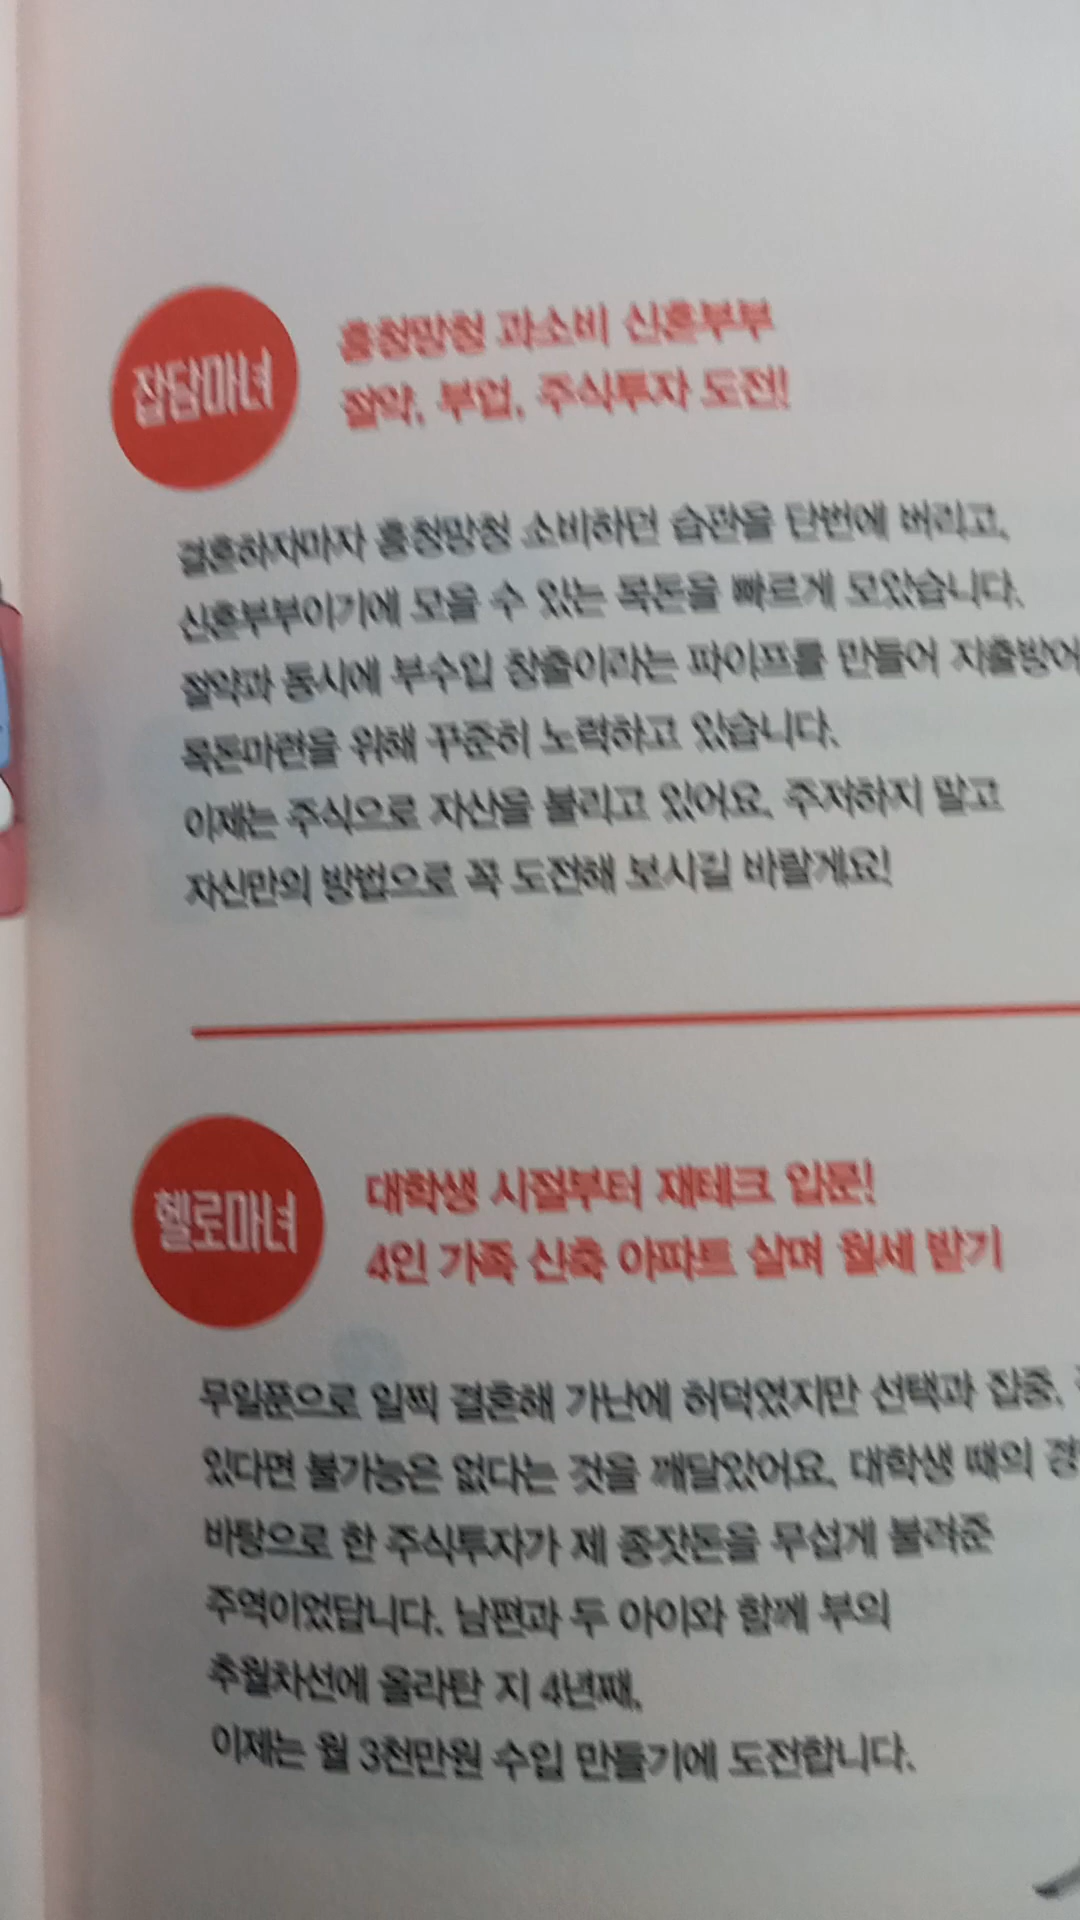 잡담마녀
흥청망청 과소비 신혼부부
절약, 부업, 주식투자 도전!
결혼하자마자 흥청망청 소비하던 습관을 단번에 버리고,
신혼부부이기에 모을 수 있는 목돈을 빠르게 모았습니다.
절약과 동시에 부수입 창출이라는 파이프를 만들어 지출방어
목돈마련을 위해 꾸준히 노력하고 있습니다.
이제는 주식으로 자산을 불리고 있어요. 주저하지 말고
자신만의 방법으로 꼭 도전해 보시길 바랄게요!
헬로마녀
대학생 시절부터 재테크 입문!
4인 가족 신축 아파트 살며 월세 받기
무일푼으로 일찍 결혼해 가난에 허덕였지만 선택과 집중,
있다면 불가능은 없다는 것을 깨달았어요. 대학생 때의
바탕으로 한 주식투자가 제 종잣돈을 무섭게 불려준
주역이었답니다. 남편과 두 아이와 함께 부의
추월차선에 올라탄 지 4년째,
이제는 월 3천만원 수입 만들기에 도전합니다.